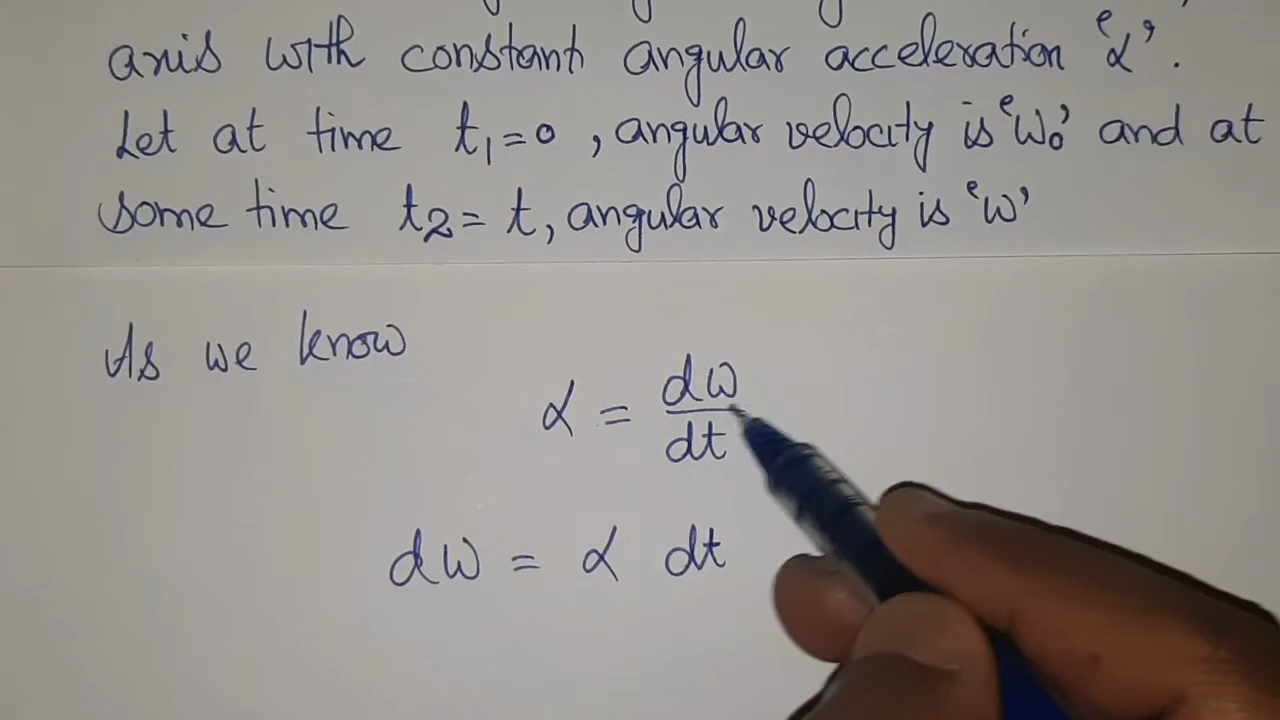 axis with constant angular acceleration ‘α’.
Let at time t₁=0, angular velocity is ‘ω₀’ and at
some time t₂= t, angular velocity is ‘ω’
As we know
α = dω/dt
dω = α dt